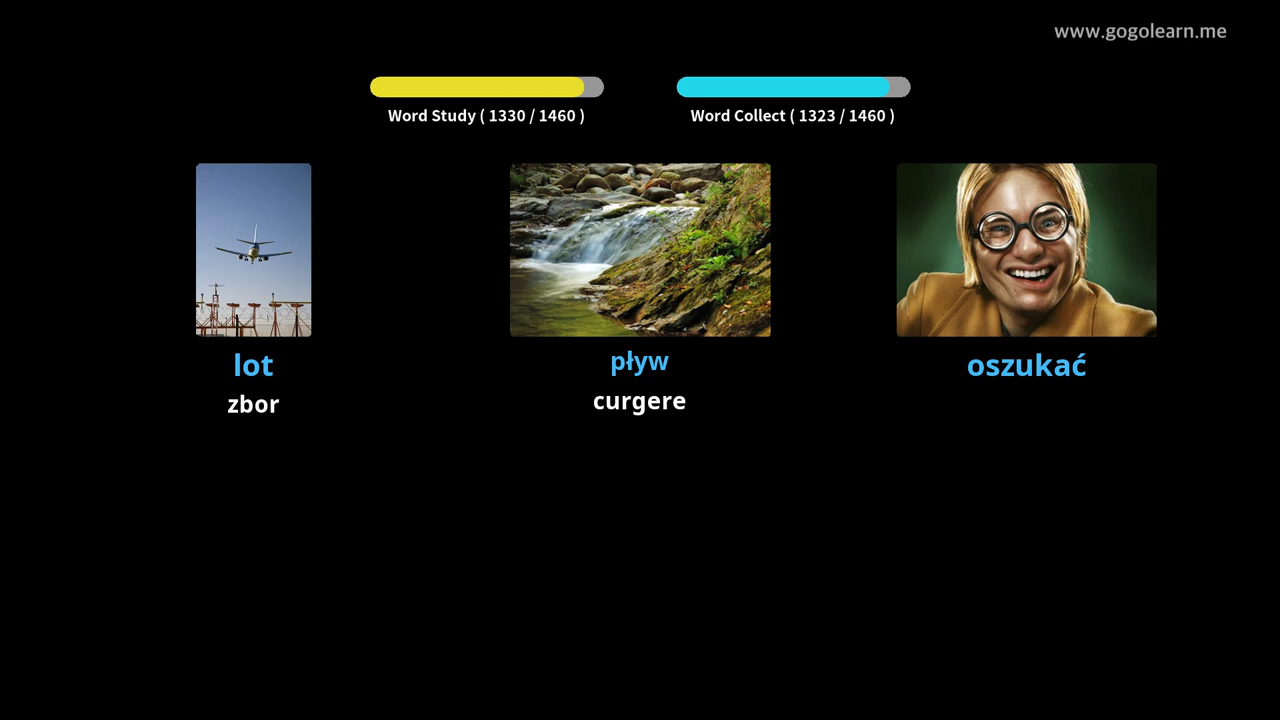 www.gogolearn.me
Word Study ( 1330 / 1460 )
Word Collect ( 1323 / 1460 )
lot
zbor
pływ
curgere
oszukać